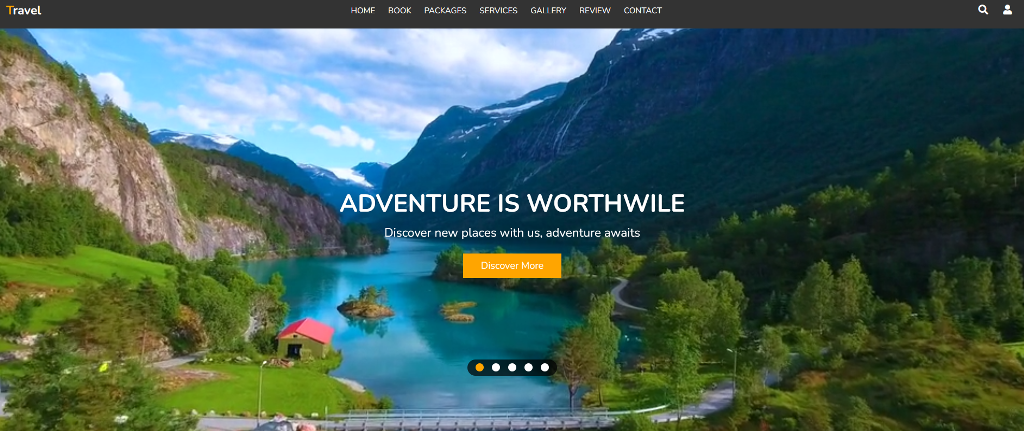 Travel HOME BOOK PACKAGES SERVICES GALLERY REVIEW CONTACT
ADVENTURE IS WORTHWILE
Discover new places with us, adventure awaits
Discover More